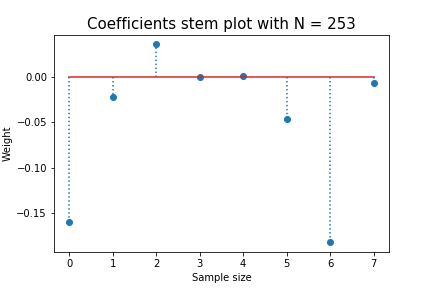 Coefficients stem plot with N = 253
Weight
0.00
−0.05
−0.10
−0.15
0 1 2 3 4 5 6 7
Sample size